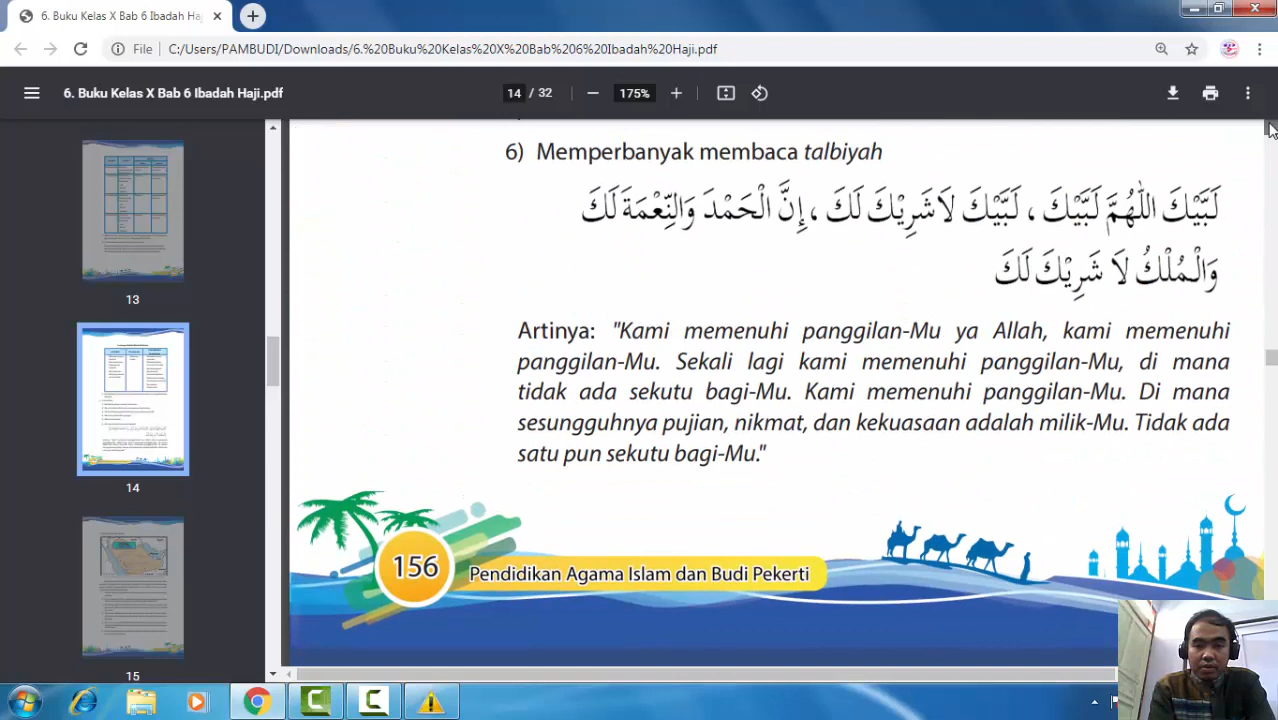 6. Buku Kelas X Bab 6 Ibadah Haji
File C:/Users/PAMBUDI/Downloads/6.%20Buku%20Kelas%20X%20Bab%206%20Ibadah%20Haji.pdf
6. Buku Kelas X Bab 6 Ibadah Haji.pdf
14 / 32
175%
13
14
15
6) Memperbanyak membaca talbiyah
لَبَّيْكَ اللّٰهُمَّ لَبَّيْكَ ، لَبَّيْكَ لاَشَرِيْكَ لَكَ ، إِنَّ الْحَمْدَ وَالنِّعْمَةَ لَكَ
وَالْمُلْكُ لاَ شَرِيْكَ لَكَ
Artinya: "Kami memenuhi panggilan-Mu ya Allah, kami memenuhi
panggilan-Mu. Sekali lagi kami memenuhi panggilan-Mu, di mana
tidak ada sekutu bagi-Mu. Kami memenuhi panggilan-Mu. Di mana
sesungguhnya pujian, nikmat, dan kekuasaan adalah milik-Mu. Tidak ada
satu pun sekutu bagi-Mu."
156
Pendidikan Agama Islam dan Budi Pekerti